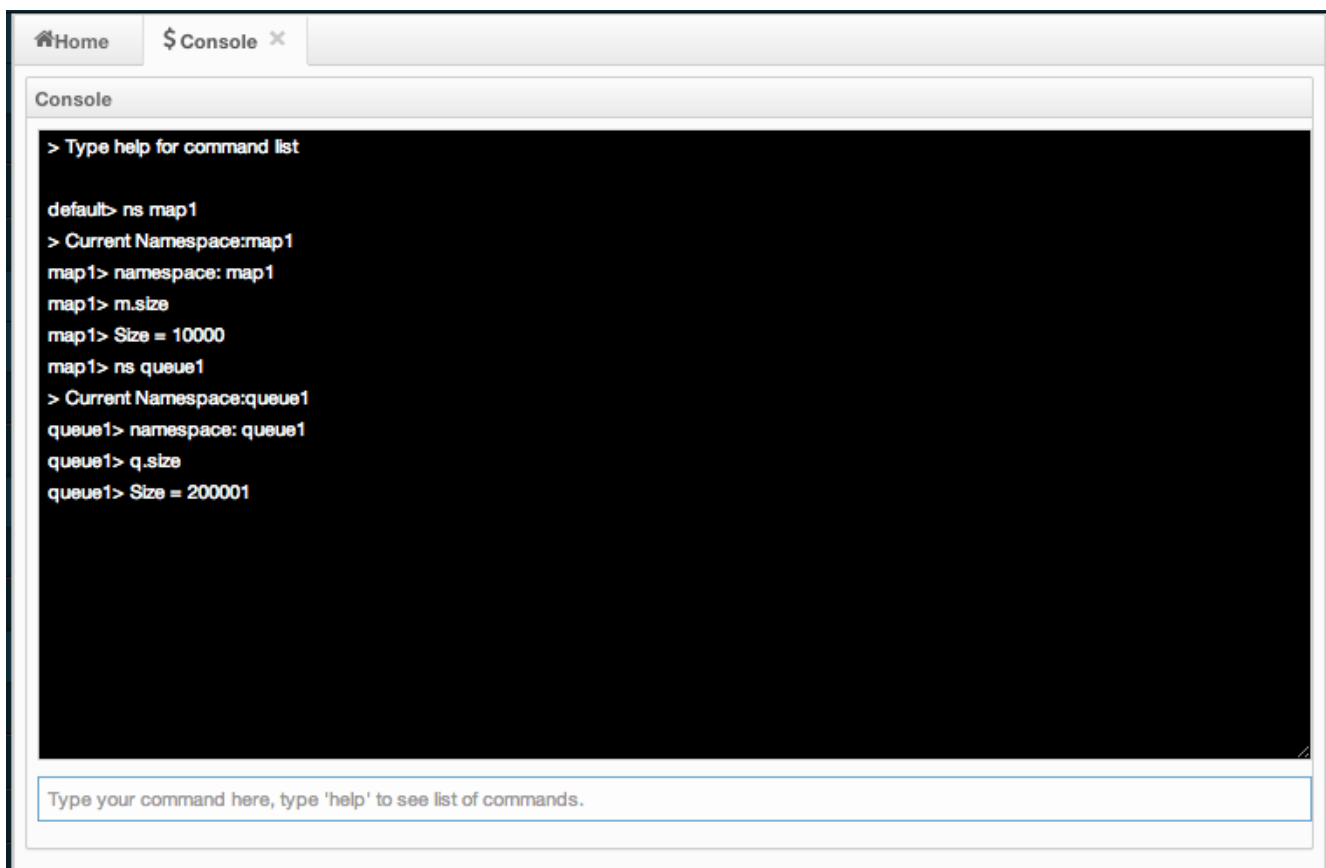 Home
$ Console ×
Console
> Type help for command list
default> ns map1
> Current Namespace:map1
map1> namespace: map1
map1> m.size
map1> Size = 10000
map1> ns queue1
> Current Namespace:queue1
queue1> namespace: queue1
queue1> q.size
queue1> Size = 200001
Type your command here, type 'help' to see list of commands.